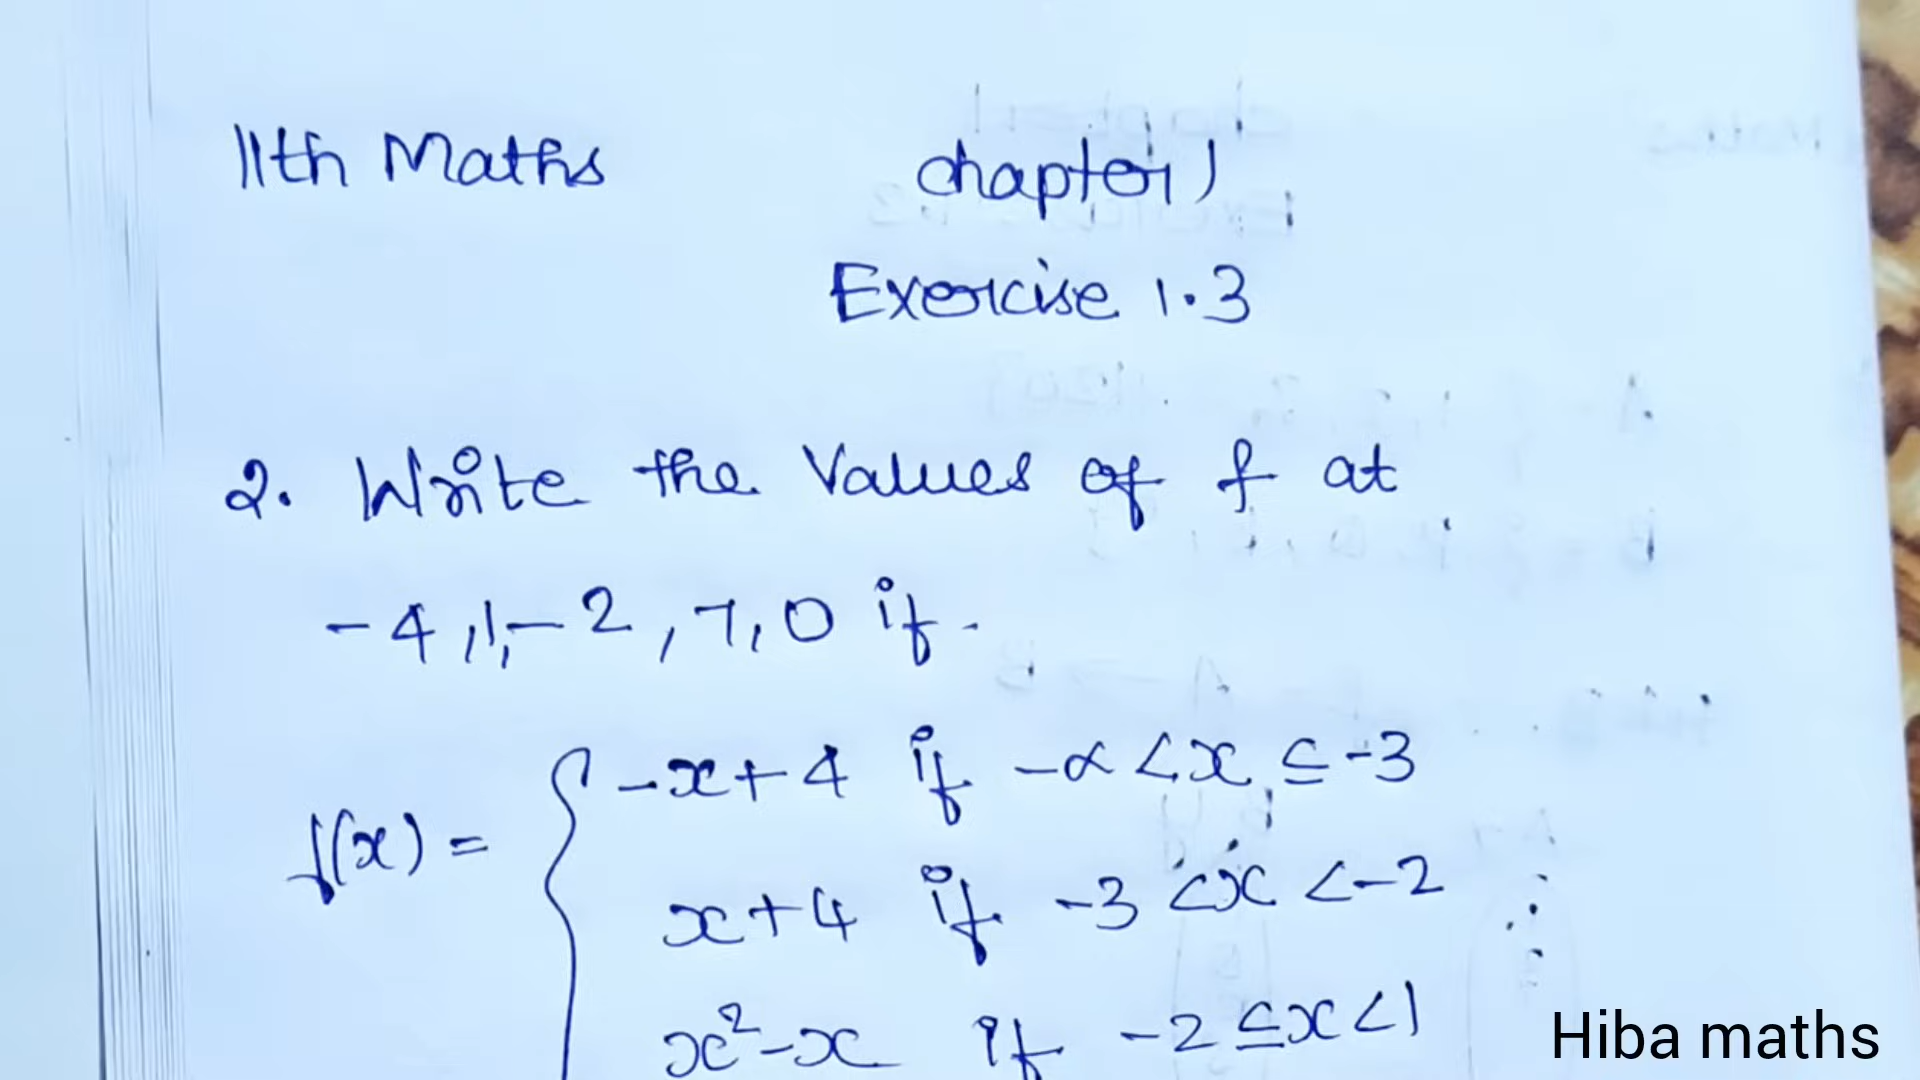 11th Maths chapter 1
Exercise 1.3
2. Write the Values of f at
-4, 1, -2, 7, 0 if
f(x) = { -x+4 if -∝ < x ≤ -3
x+4 if -3 < x < -2
x²-x if -2 ≤ x < 1
Hiba maths